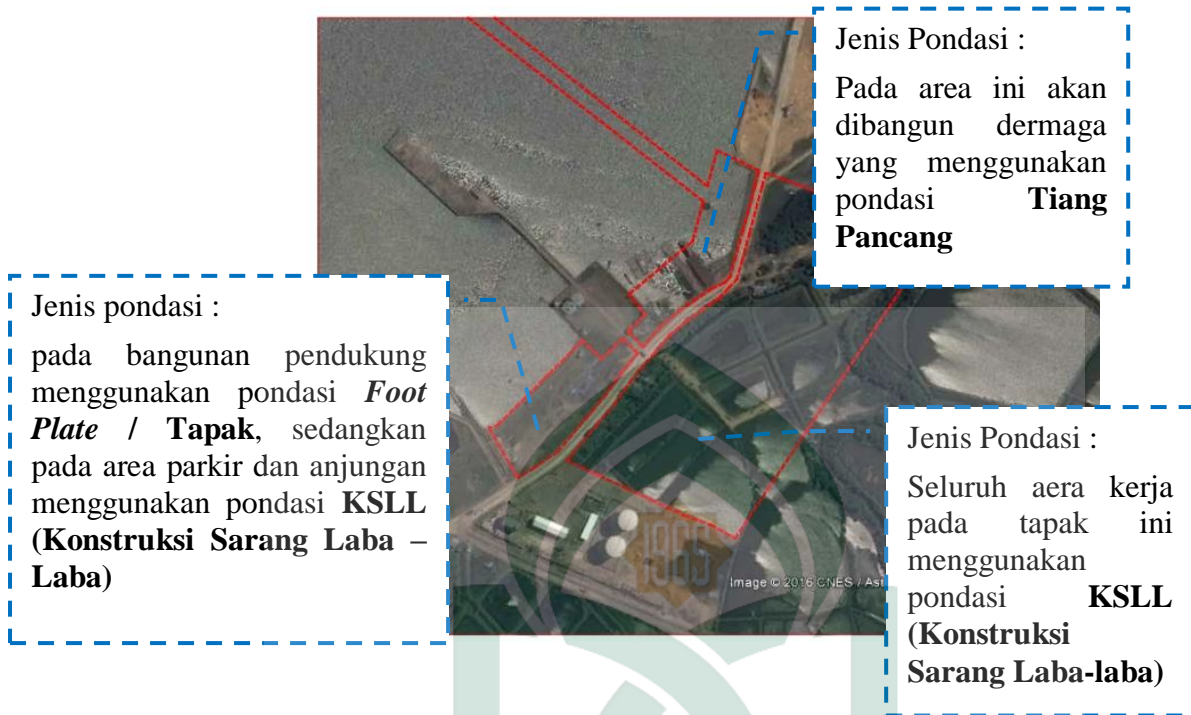 Jenis Pondasi :
Pada area ini akan
dibangun dermaga
yang menggunakan
pondasi Tiang
Pancang
Jenis pondasi :
pada bangunan pendukung
menggunakan pondasi Foot
Plate / Tapak, sedangkan
pada area parkir dan anjungan
menggunakan pondasi KSLL
(Konstruksi Sarang Laba –
Laba)
Jenis Pondasi :
Seluruh aera kerja
pada tapak ini
menggunakan
pondasi KSLL
(Konstruksi
Sarang Laba-laba)
1965
Image © 2016 CNES / Ast